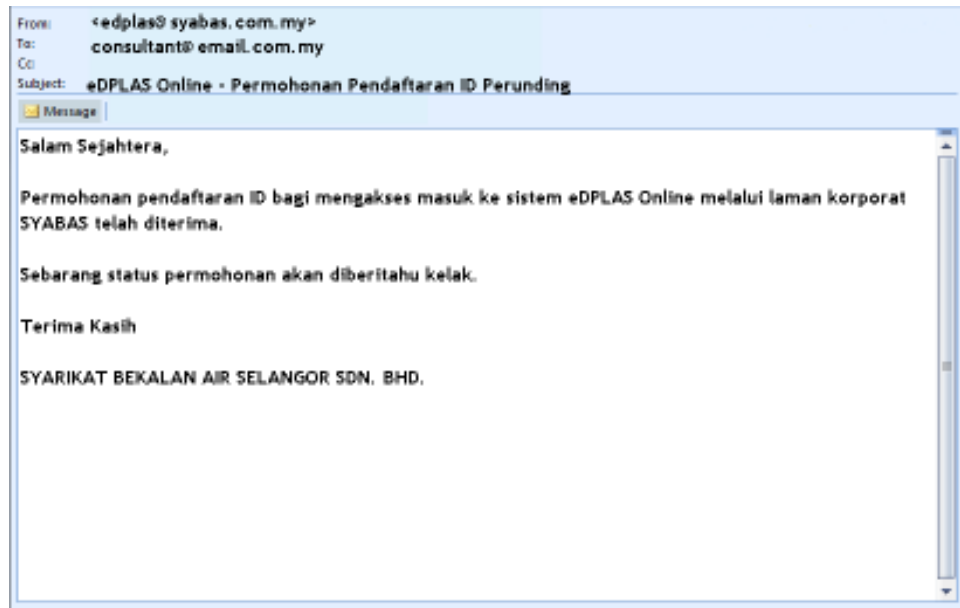 From: <edplas@ syabas.com.my>
To: consultant@ email.com.my
Cc:
Subject: eDPLAS Online - Permohonan Pendaftaran ID Perunding
Message
Salam Sejahtera,
Permohonan pendaftaran ID bagi mengakses masuk ke sistem eDPLAS Online melalui laman korporat
SYABAS telah diterima.
Sebarang status permohonan akan diberitahu kelak.
Terima Kasih
SYARIKAT BEKALAN AIR SELANGOR SDN. BHD.